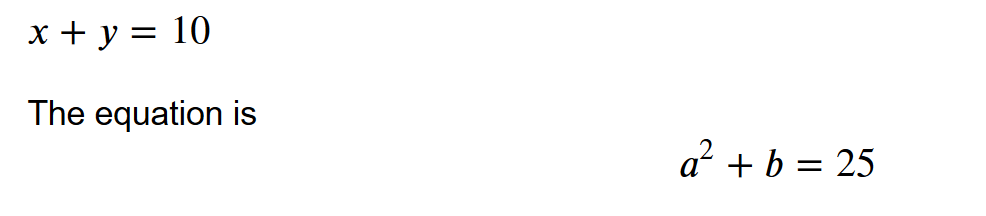 x + y = 10
The equation is
a² + b = 25